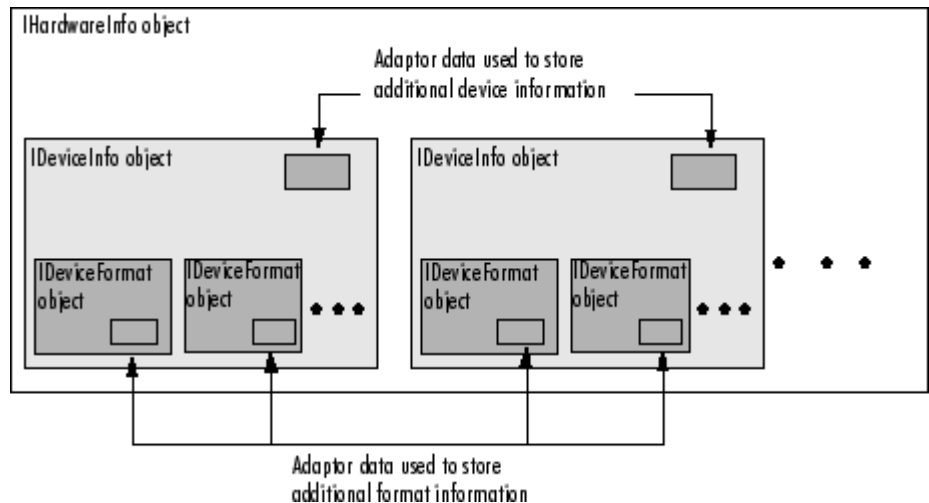 IHardwareInfo object
Adaptor data used to store
additional device information
IDeviceInfo object
IDeviceInfo object
IDeviceFormat
object
IDeviceFormat
object
IDeviceFormat
object
IDeviceFormat
object
Adaptor data used to store
additional format information